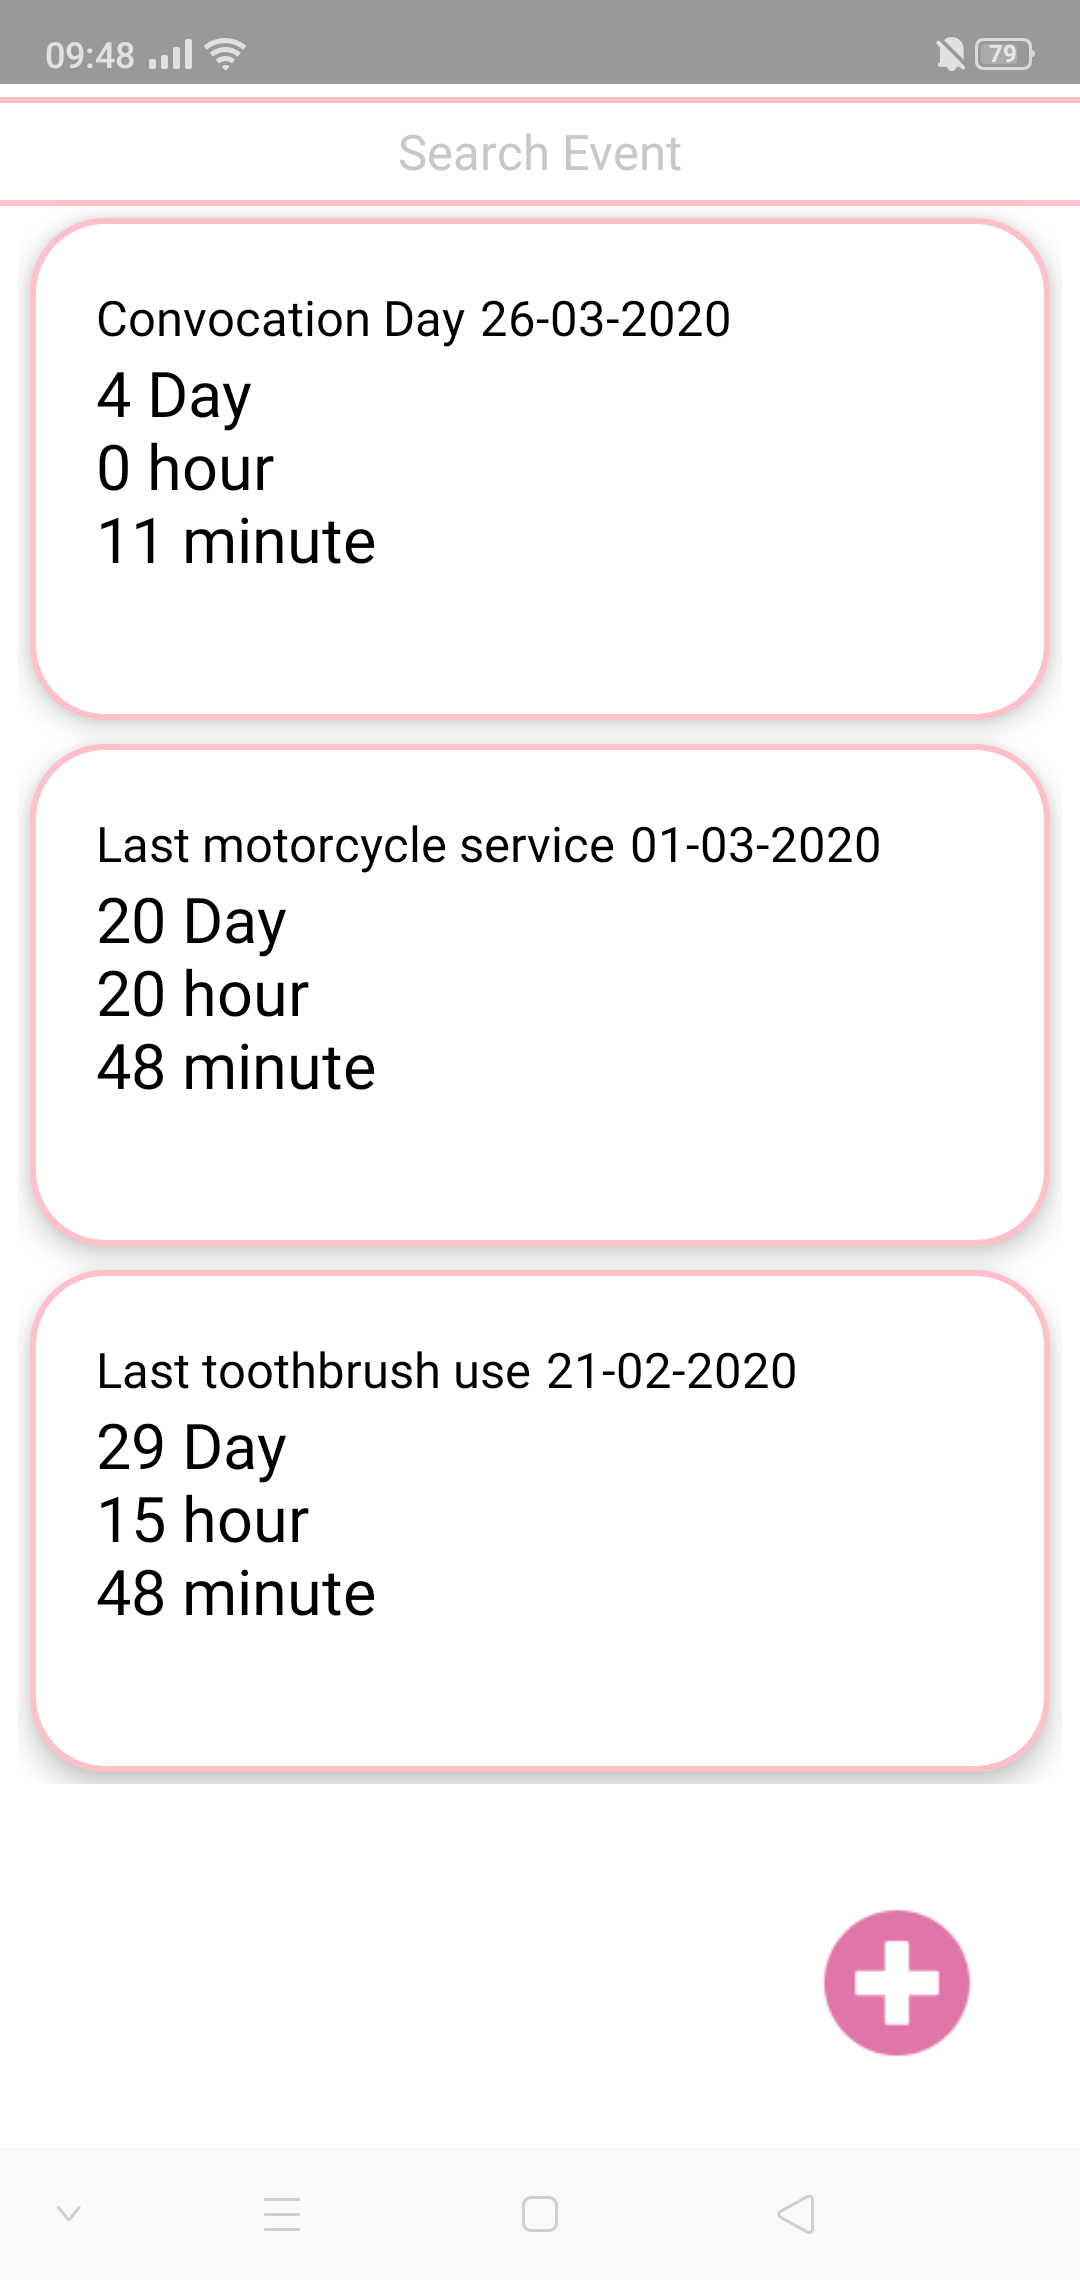 09:48
79
Search Event
Convocation Day 26-03-2020
4 Day
0 hour
11 minute
Last motorcycle service 01-03-2020
20 Day
20 hour
48 minute
Last toothbrush use 21-02-2020
29 Day
15 hour
48 minute